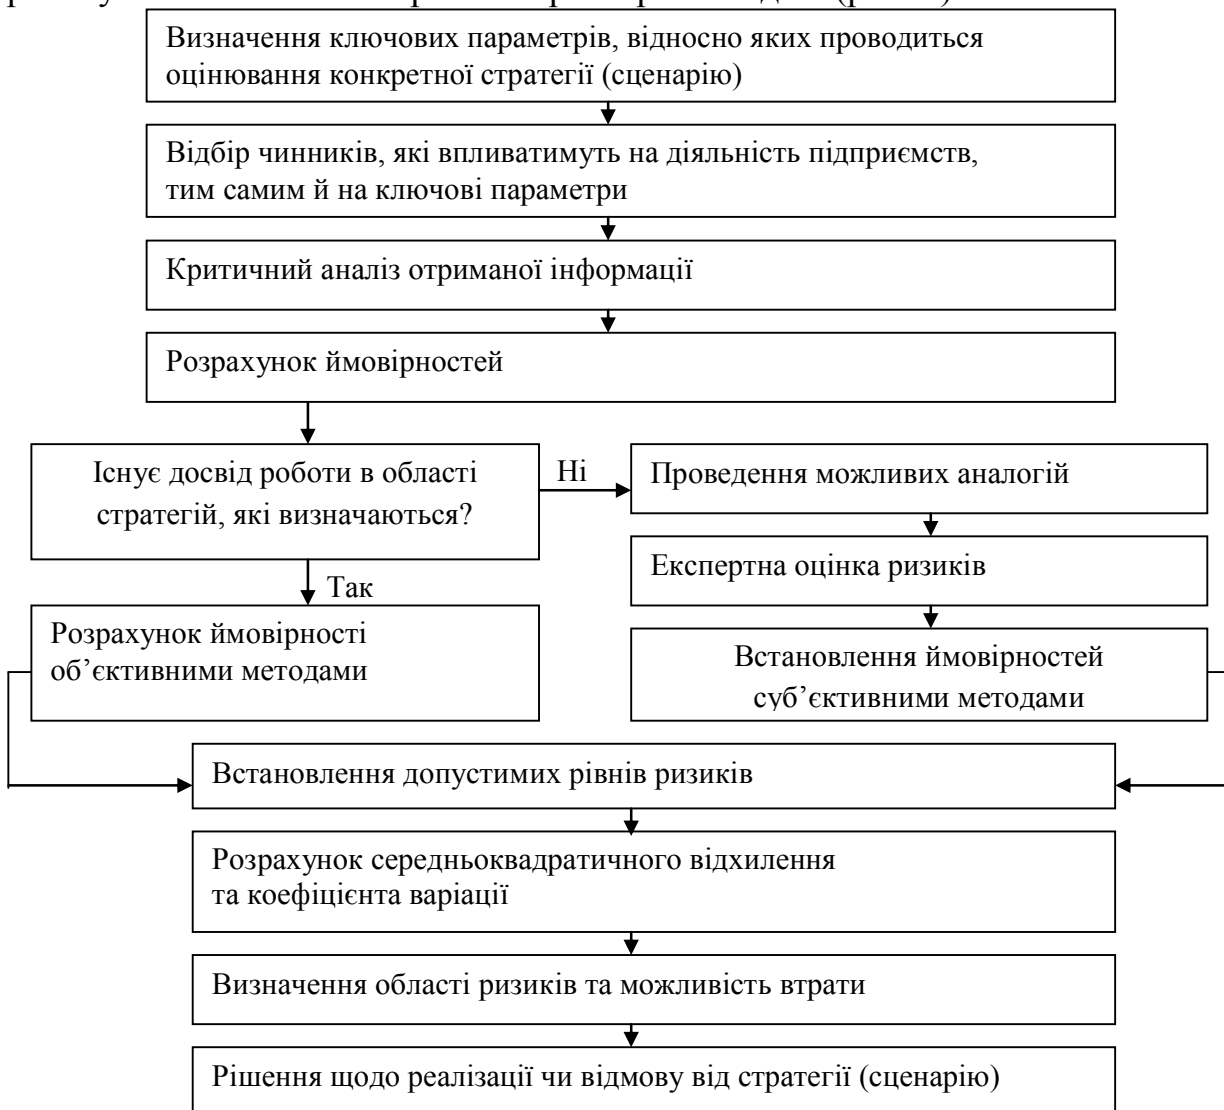 Визначення ключових параметрів, відносно яких проводиться
оцінювання конкретної стратегії (сценарію)
Відбір чинників, які впливатимуть на діяльність підприємств,
тим самим й на ключові параметри
Критичний аналіз отриманої інформації
Розрахунок ймовірностей
Існує досвід роботи в області
стратегій, які визначаються?
Ні
Проведення можливих аналогій
Експертна оцінка ризиків
Так
Розрахунок ймовірності
об’єктивними методами
Встановлення ймовірностей
суб’єктивними методами
Встановлення допустимих рівнів ризиків
Розрахунок середньоквадратичного відхилення
та коефіцієнта варіації
Визначення області ризиків та можливість втрати
Рішення щодо реалізації чи відмову від стратегії (сценарію)